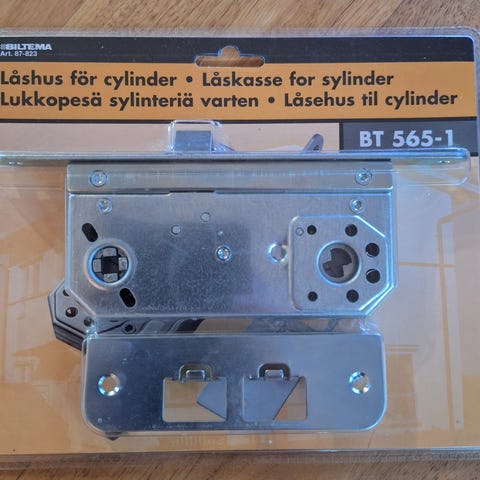 BILTEMA
Art. 87-823
Låshus för cylinder • Låskasse for sylinder
Lukkopesä sylinteriä varten • Låsehus til cylinder
BT 565-1